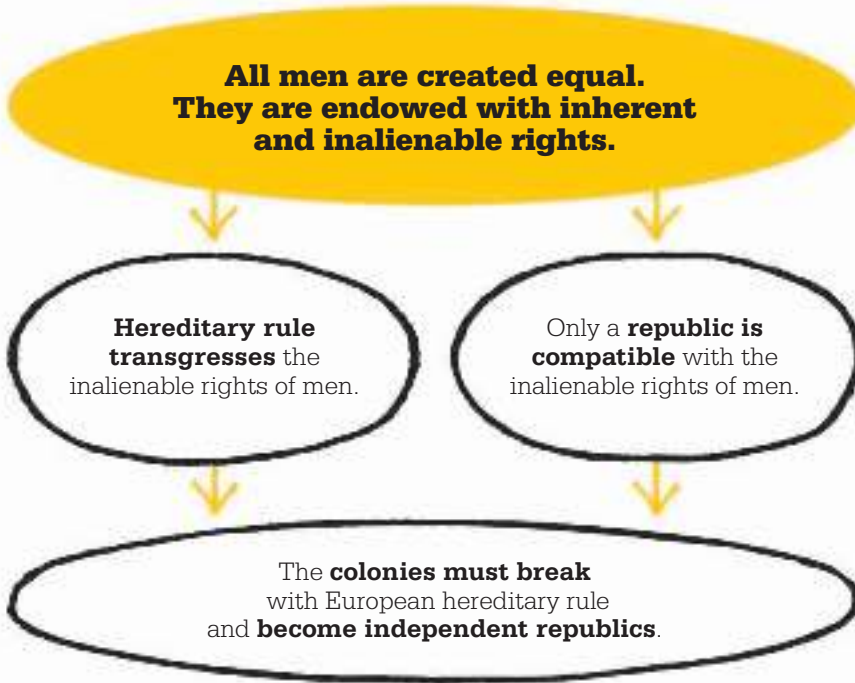 All men are created equal.
They are endowed with inherent
and inalienable rights.
Hereditary rule
transgresses the
inalienable rights of men.
Only a republic is
compatible with the
inalienable rights of men.
The colonies must break
with European hereditary rule
and become independent republics.